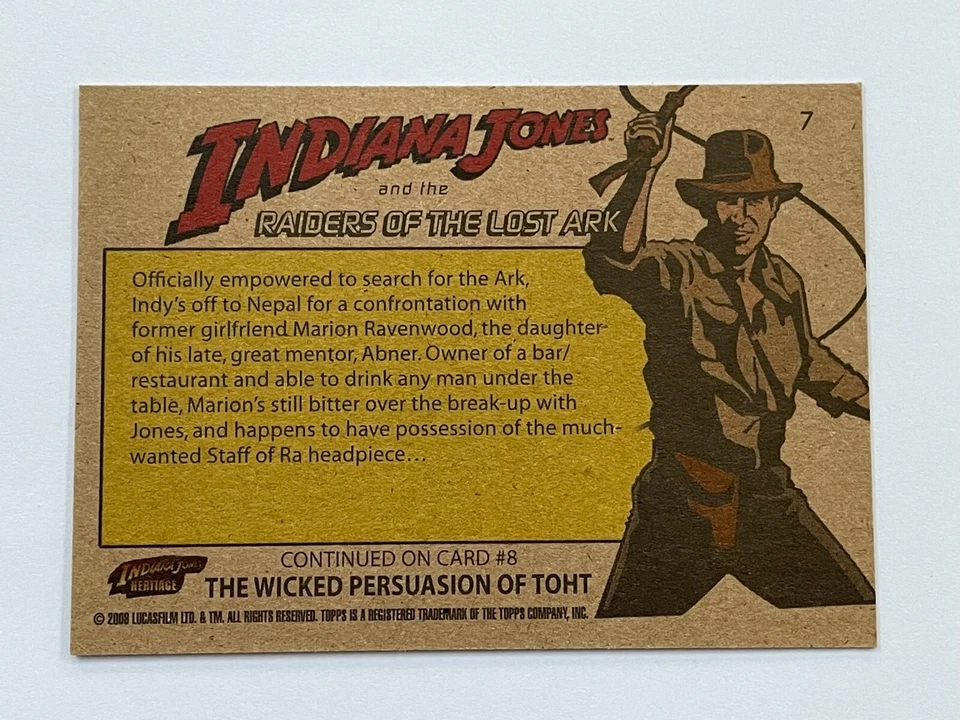 7
INDIANA JONES
and the
RAIDERS OF THE LOST ARK
Officially empowered to search for the Ark,
Indy's off to Nepal for a confrontation with
former girlfriend Marion Ravenwood, the daughter
of his late, great mentor, Abner. Owner of a bar/
restaurant and able to drink any man under the
table, Marion's still bitter over the break-up with
Jones, and happens to have possession of the much-
wanted Staff of Ra headpiece...
CONTINUED ON CARD #8
INDIANA JONES
HERITAGE
THE WICKED PERSUASION OF TOHT
© 2008 LUCASFILM LTD. & TM. ALL RIGHTS RESERVED. TOPPS IS A REGISTERED TRADEMARK OF THE TOPPS COMPANY, INC.